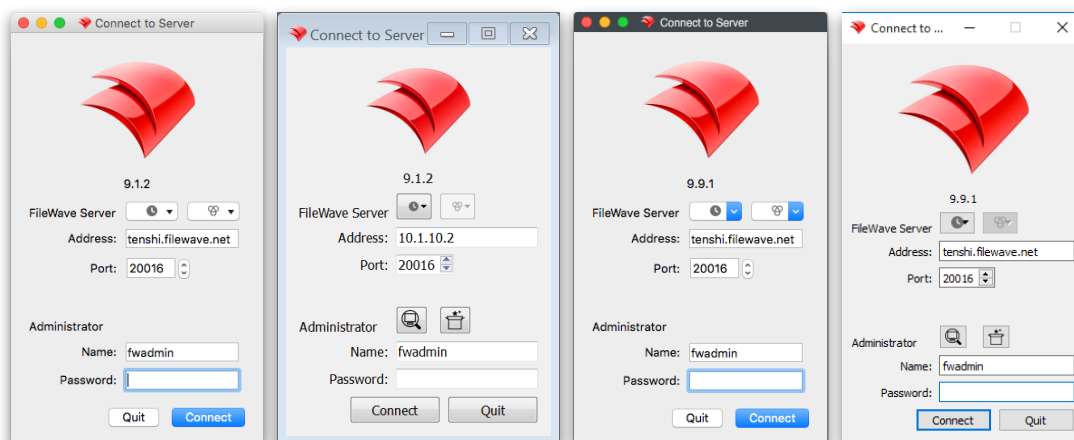 Connect to Server
9.1.2
FileWave Server
Address: tenshi.filewave.net
Port: 20016
Administrator
Name: fwadmin
Password:
Quit Connect
Connect to Server
9.1.2
FileWave Server
Address: 10.1.10.2
Port: 20016
Administrator
Name: fwadmin
Password:
Connect Quit
Connect to Server
9.9.1
FileWave Server
Address: tenshi.filewave.net
Port: 20016
Administrator
Name: fwadmin
Password:
Quit Connect
Connect to ...
9.9.1
FileWave Server
Address: tenshi.filewave.net
Port: 20016
Administrator
Name: fwadmin
Password:
Connect Quit